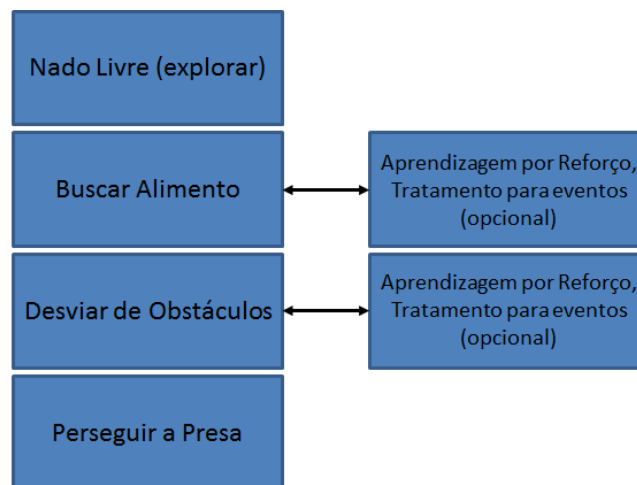 Nado Livre (explorar)
Buscar Alimento
Aprendizagem por Reforço,
Tratamento para eventos
(opcional)
Desviar de Obstáculos
Aprendizagem por Reforço,
Tratamento para eventos
(opcional)
Perseguir a Presa